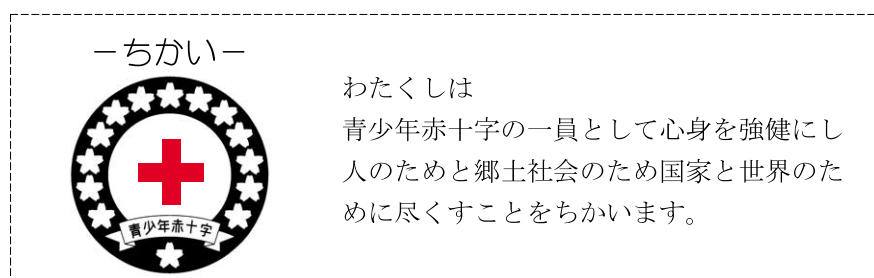 －ちかい－
青少年赤十字
わたくしは
青少年赤十字の一員として心身を強健にし
人のためと郷土社会のため国家と世界のた
めに尽くすことをちかいます。